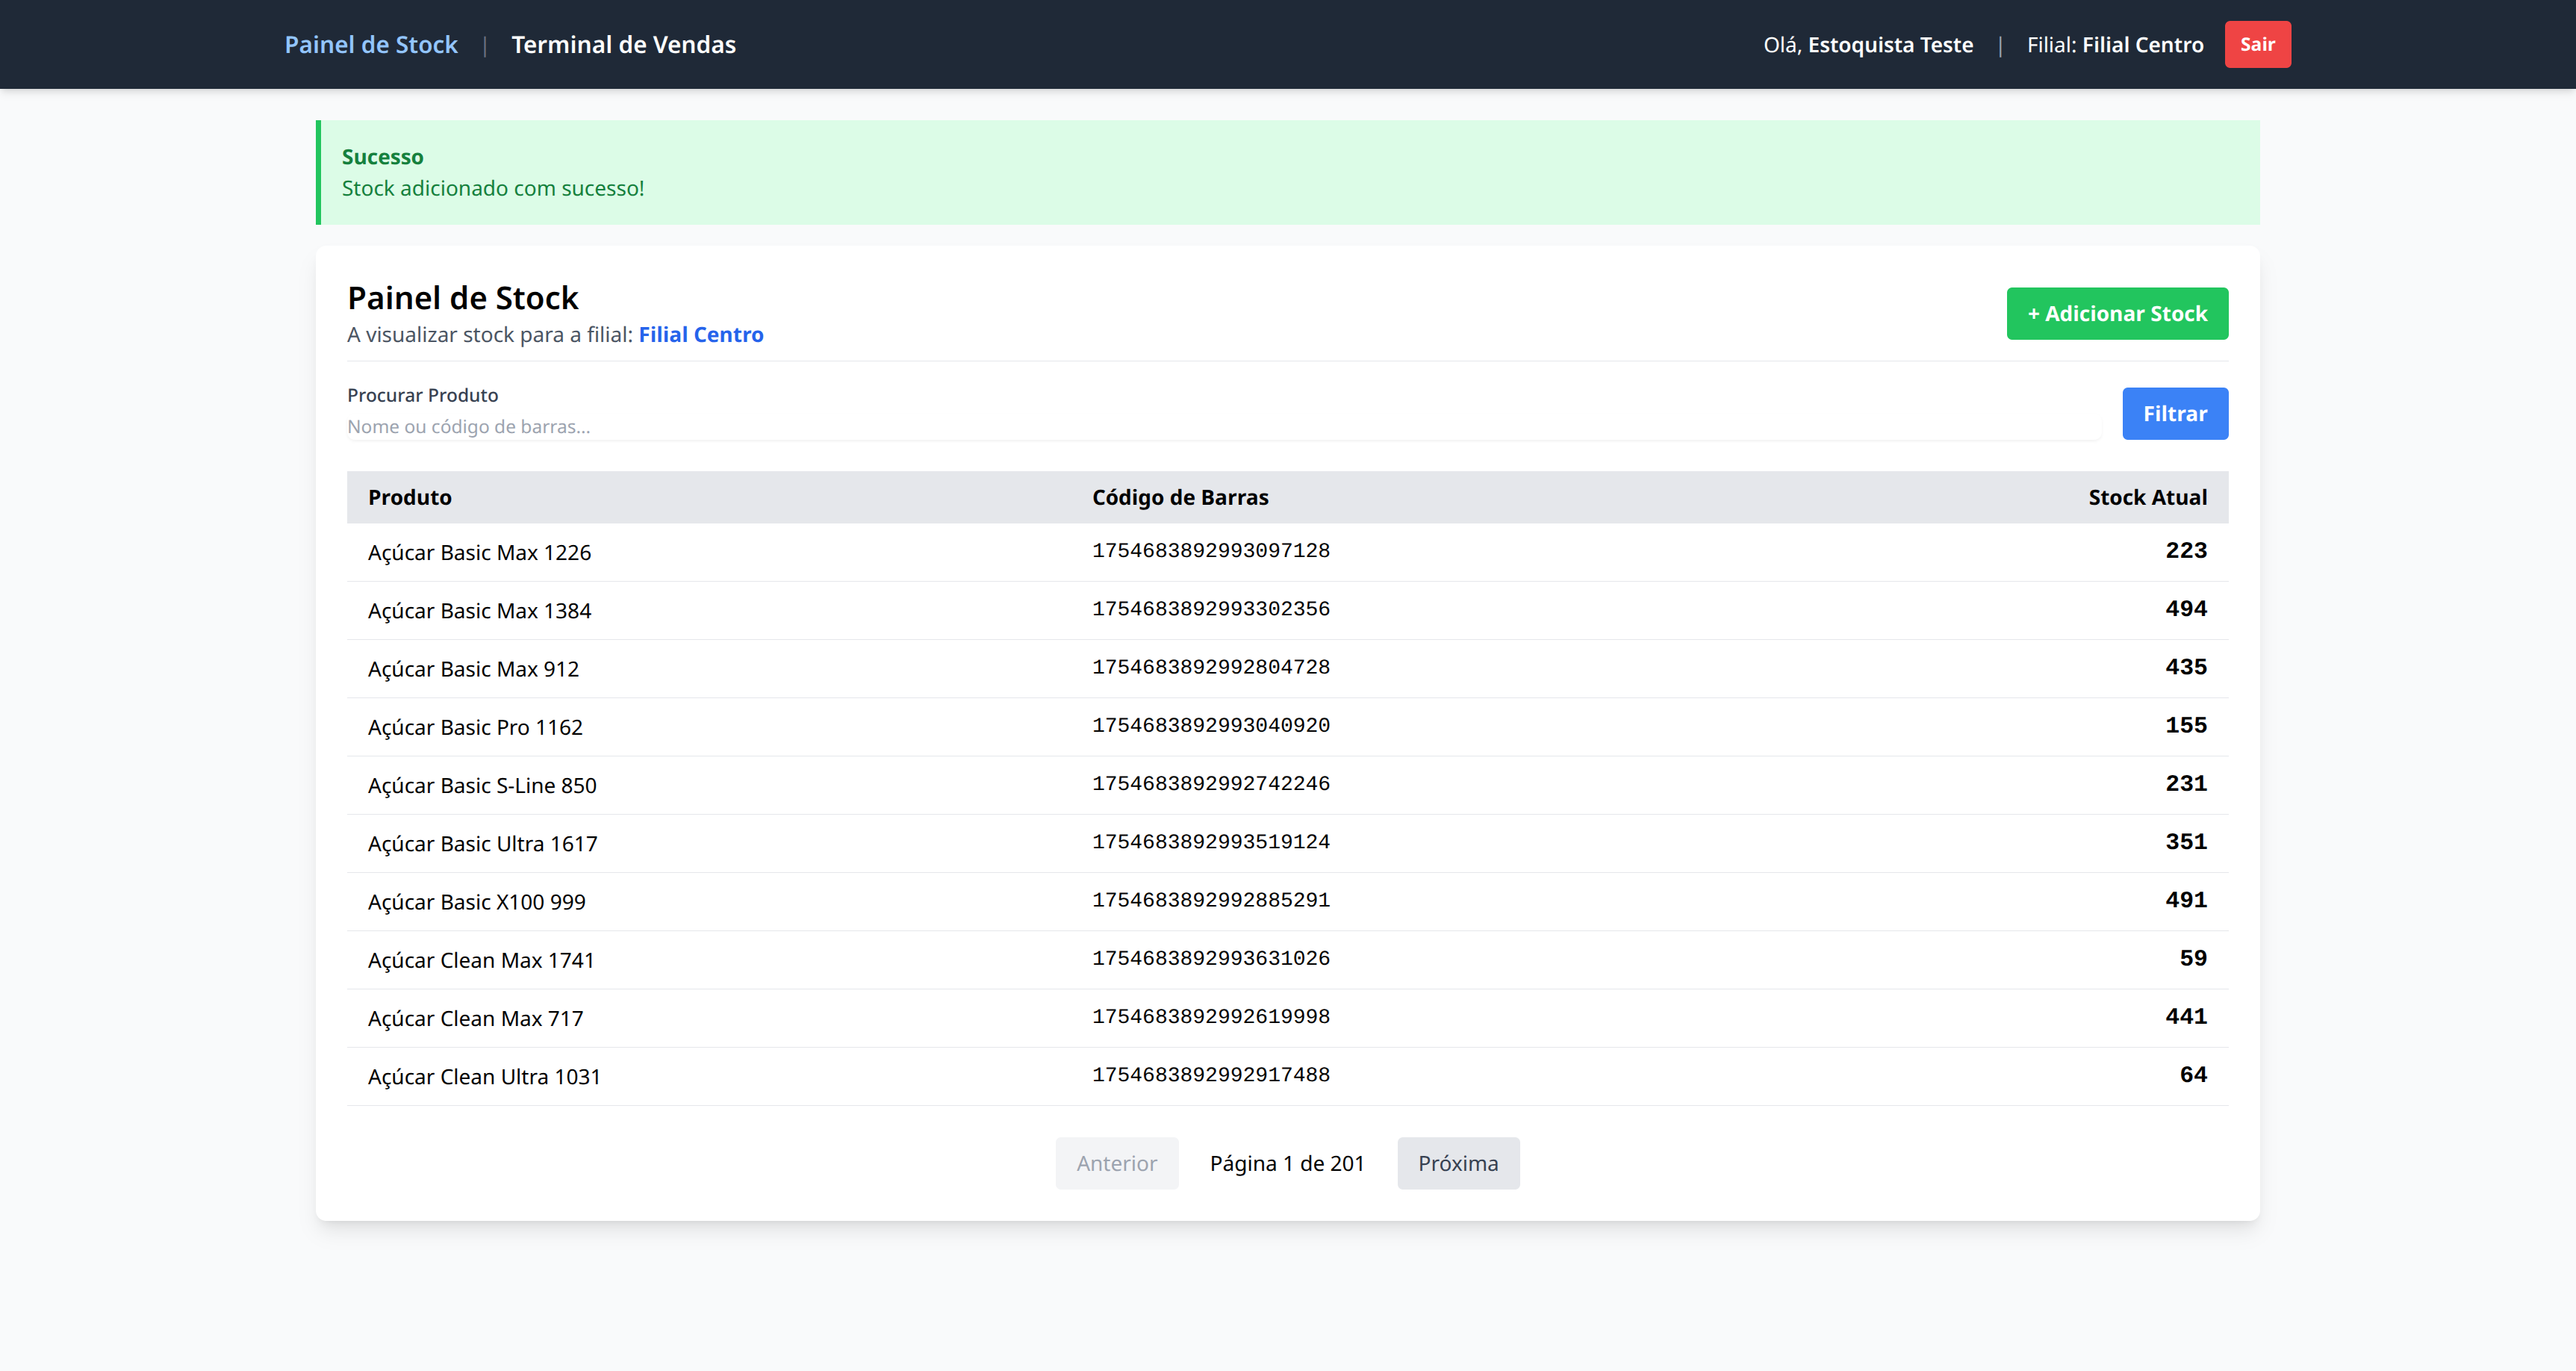 Painel de Stock | Terminal de Vendas Olá, Estoquista Teste | Filial: Filial Centro Sair
Sucesso
Stock adicionado com sucesso!
Painel de Stock
A visualizar stock para a filial: Filial Centro
+ Adicionar Stock
Procurar Produto
Nome ou código de barras...
Filtrar
Produto Código de Barras Stock Atual
Açúcar Basic Max 1226 1754683892993097128 223
Açúcar Basic Max 1384 1754683892993302356 494
Açúcar Basic Max 912 1754683892992804728 435
Açúcar Basic Pro 1162 1754683892993040920 155
Açúcar Basic S-Line 850 1754683892992742246 231
Açúcar Basic Ultra 1617 1754683892993519124 351
Açúcar Basic X100 999 1754683892992885291 491
Açúcar Clean Max 1741 1754683892993631026 59
Açúcar Clean Max 717 1754683892992619998 441
Açúcar Clean Ultra 1031 1754683892992917488 64
Anterior Página 1 de 201 Próxima